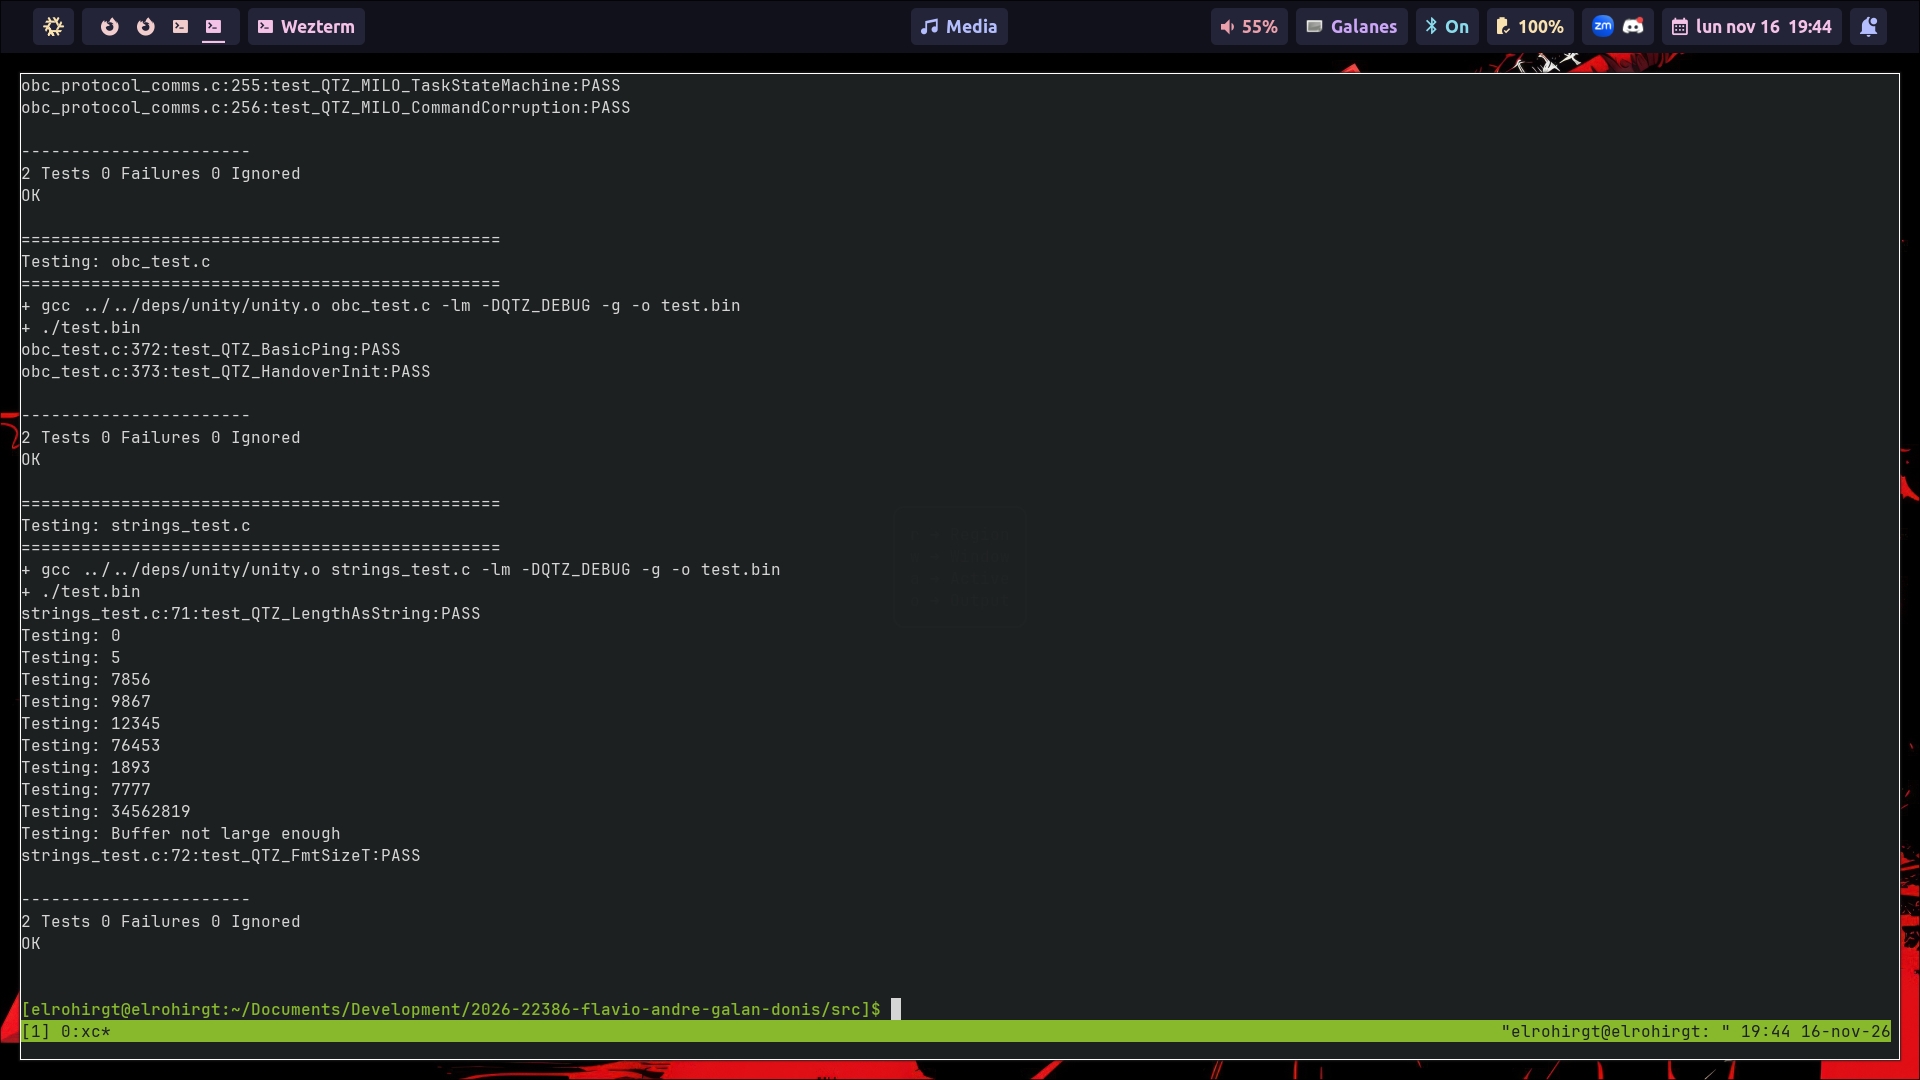 Wezterm
Media
55%
Galanes
On
100%
zm
lun nov 16 19:44
obc_protocol_comms.c:255:test_QTZ_MILO_TaskStateMachine:PASS
obc_protocol_comms.c:256:test_QTZ_MILO_CommandCorruption:PASS
-----------------------
2 Tests 0 Failures 0 Ignored
OK
================================================
Testing: obc_test.c
================================================
+ gcc ../../deps/unity/unity.o obc_test.c -lm -DQTZ_DEBUG -g -o test.bin
+ ./test.bin
obc_test.c:372:test_QTZ_BasicPing:PASS
obc_test.c:373:test_QTZ_HandoverInit:PASS
-----------------------
2 Tests 0 Failures 0 Ignored
OK
================================================
Testing: strings_test.c
================================================
+ gcc ../../deps/unity/unity.o strings_test.c -lm -DQTZ_DEBUG -g -o test.bin
+ ./test.bin
strings_test.c:71:test_QTZ_LengthAsString:PASS
Testing: 0
Testing: 5
Testing: 7856
Testing: 9867
Testing: 12345
Testing: 76453
Testing: 1893
Testing: 7777
Testing: 34562819
Testing: Buffer not large enough
strings_test.c:72:test_QTZ_FmtSizeT:PASS
-----------------------
2 Tests 0 Failures 0 Ignored
OK
[elrohirgt@elrohirgt:~/Documents/Development/2026-22386-flavio-andre-galan-donis/src]$
[1] 0:xc* "elrohirgt@elrohirgt: " 19:44 16-nov-26